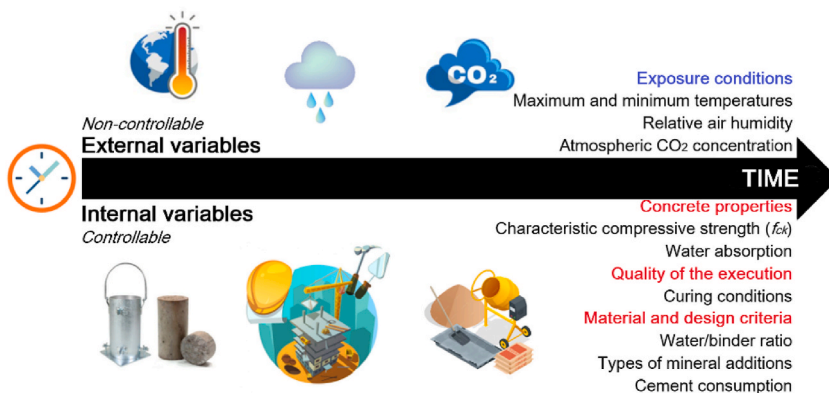 CO₂
Exposure conditions
Maximum and minimum temperatures
Relative air humidity
Atmospheric CO₂ concentration
Non-controllable
External variables
TIME
Internal variables
Controllable
Concrete properties
Characteristic compressive strength (fck)
Water absorption
Quality of the execution
Curing conditions
Material and design criteria
Water/binder ratio
Types of mineral additions
Cement consumption